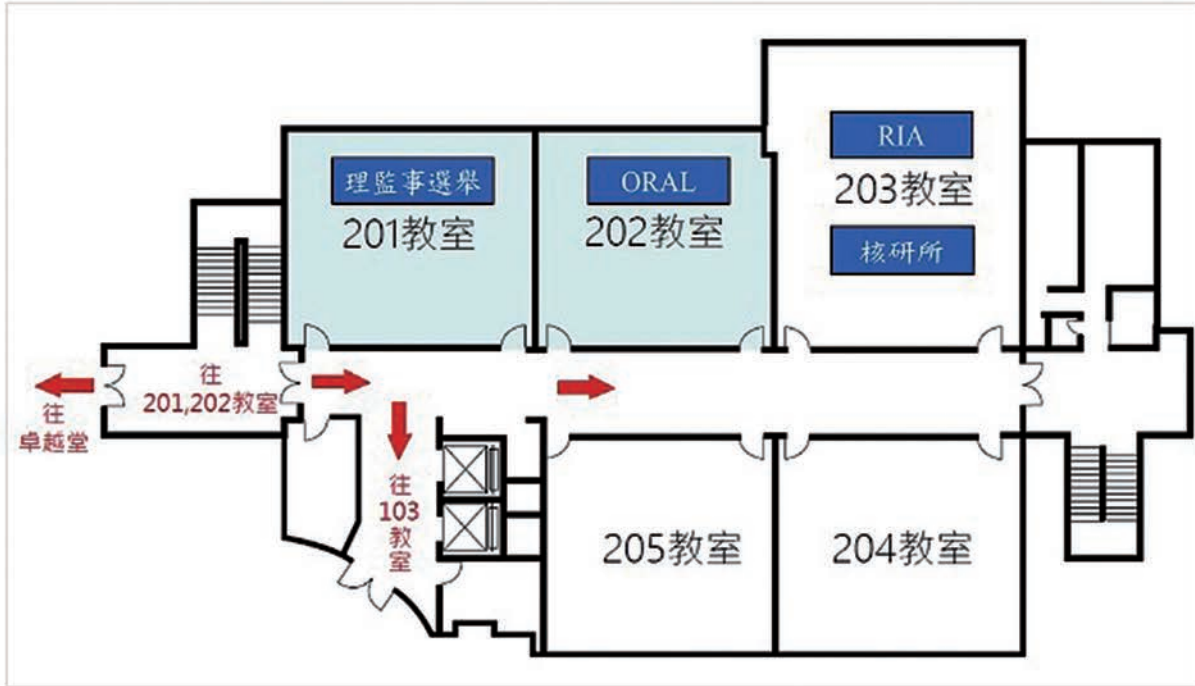 RIA
203教室
核研所
理監事選舉
201教室
ORAL
202教室
往
卓越堂
往
201,202教室
往
103
教
室
205教室
204教室